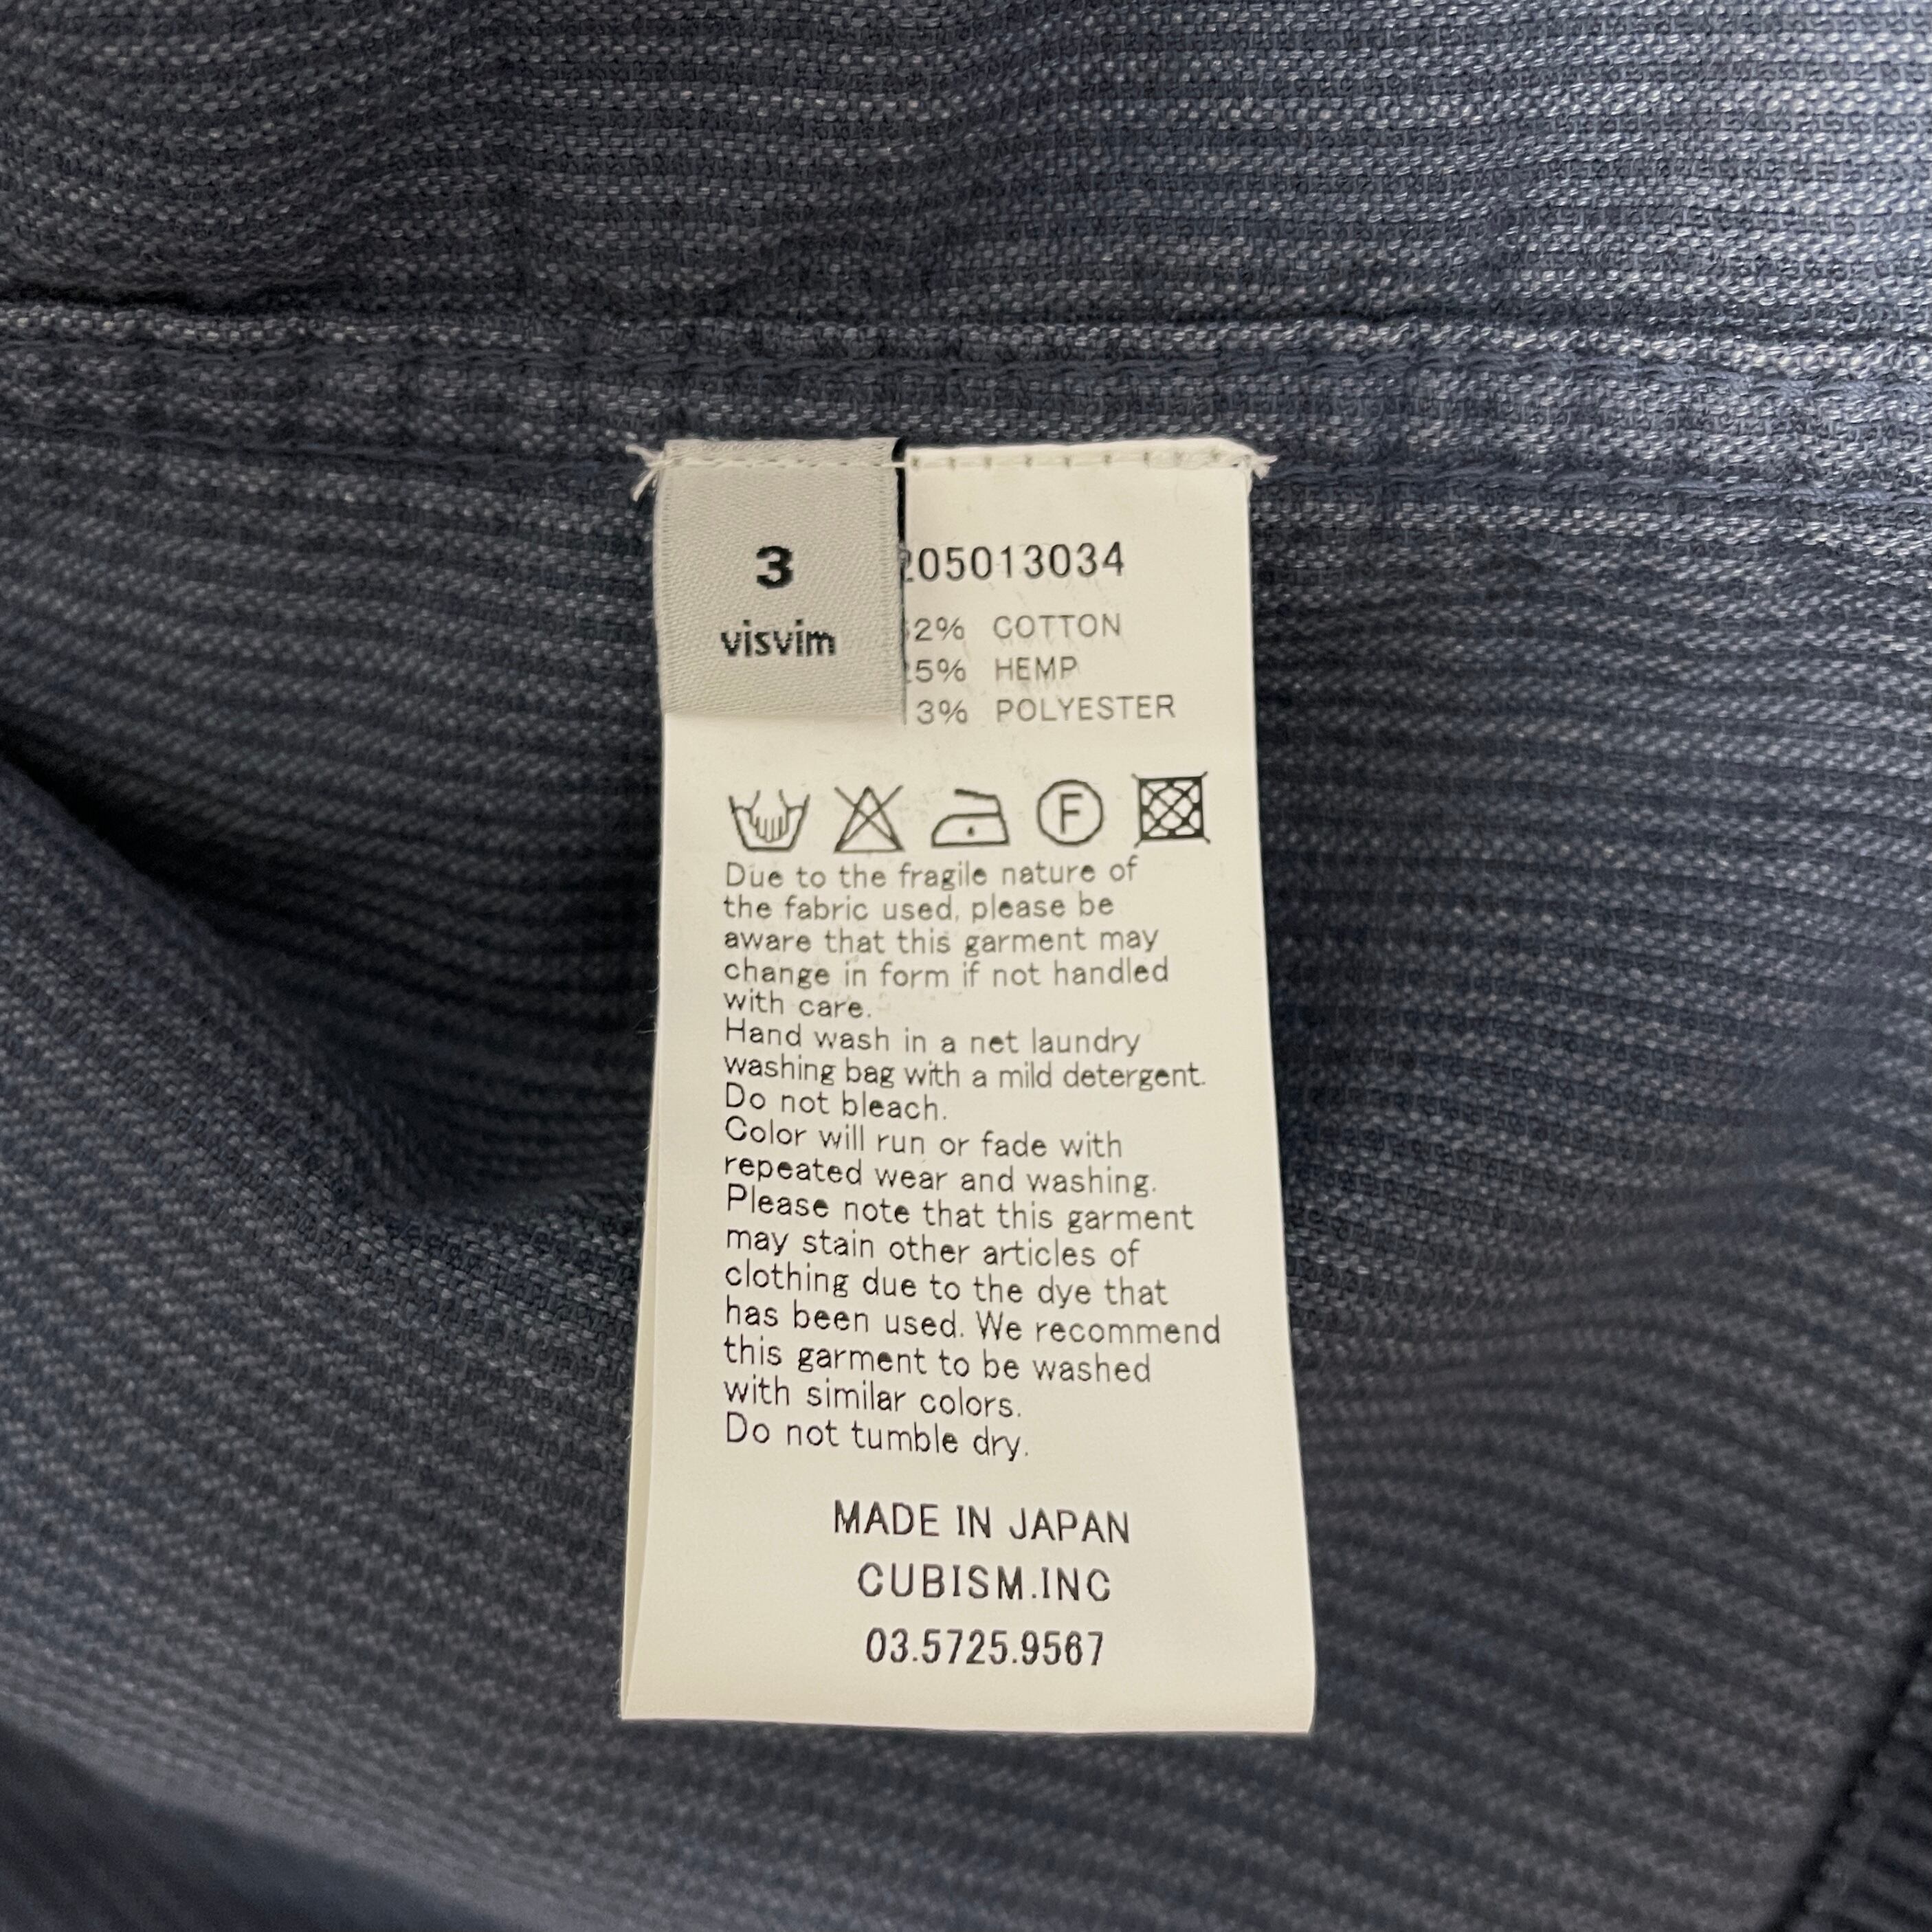 3
visvim
205013034
2% COTTON
5% HEMP
3% POLYESTER
F
Due to the fragile nature of
the fabric used, please be
aware that this garment may
change in form if not handled
with care.
Hand wash in a net laundry
washing bag with a mild detergent.
Do not bleach.
Color will run or fade with
repeated wear and washing.
Please note that this garment
may stain other articles of
clothing due to the dye that
has been used. We recommend
this garment to be washed
with similar colors.
Do not tumble dry.
MADE IN JAPAN
CUBISM.INC
03.5725.9567